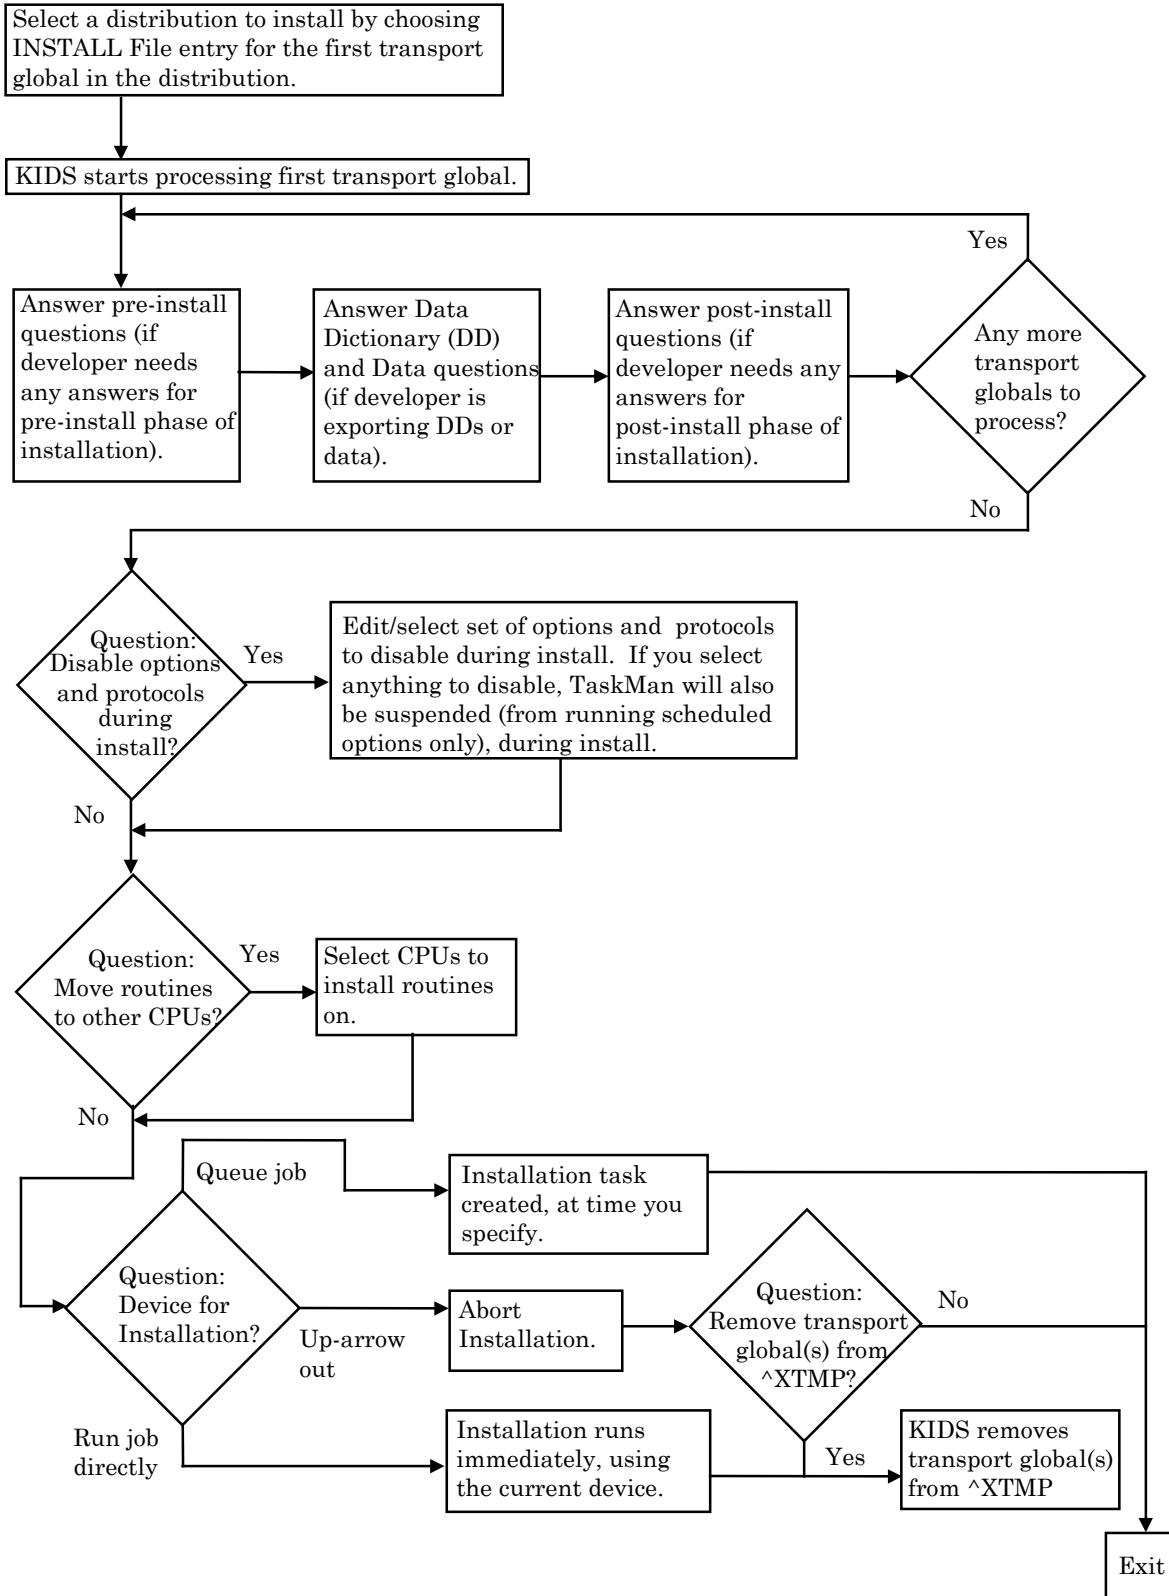 Select a distribution to install by choosing
INSTALL File entry for the first transport
global in the distribution.
KIDS starts processing first transport global.
Yes
Answer pre-install
questions (if
developer needs
any answers for
pre-install phase of
installation).
Answer Data
Dictionary (DD)
and Data questions
(if developer is
exporting DDs or
data).
Answer post-install
questions (if
developer needs any
answers for
post-install phase of
installation).
Any more
transport
globals to
process?
No
Question:
Disable options
and protocols
during
install?
Yes
Edit/select set of options and  protocols
to disable during install.  If you select
anything to disable, TaskMan will also
be suspended (from running scheduled
options only), during install.
No
Question:
Move routines
to other CPUs?
Yes
Select CPUs to
install routines
on.
No
Queue job
Installation task
created, at time you
specify.
Question:
Device for
Installation?
Up-arrow
out
Abort
Installation.
Question:
Remove transport
global(s) from
^XTMP?
No
Run job
directly
Installation runs
immediately, using
the current device.
Yes
KIDS removes
transport global(s)
from ^XTMP
Exit